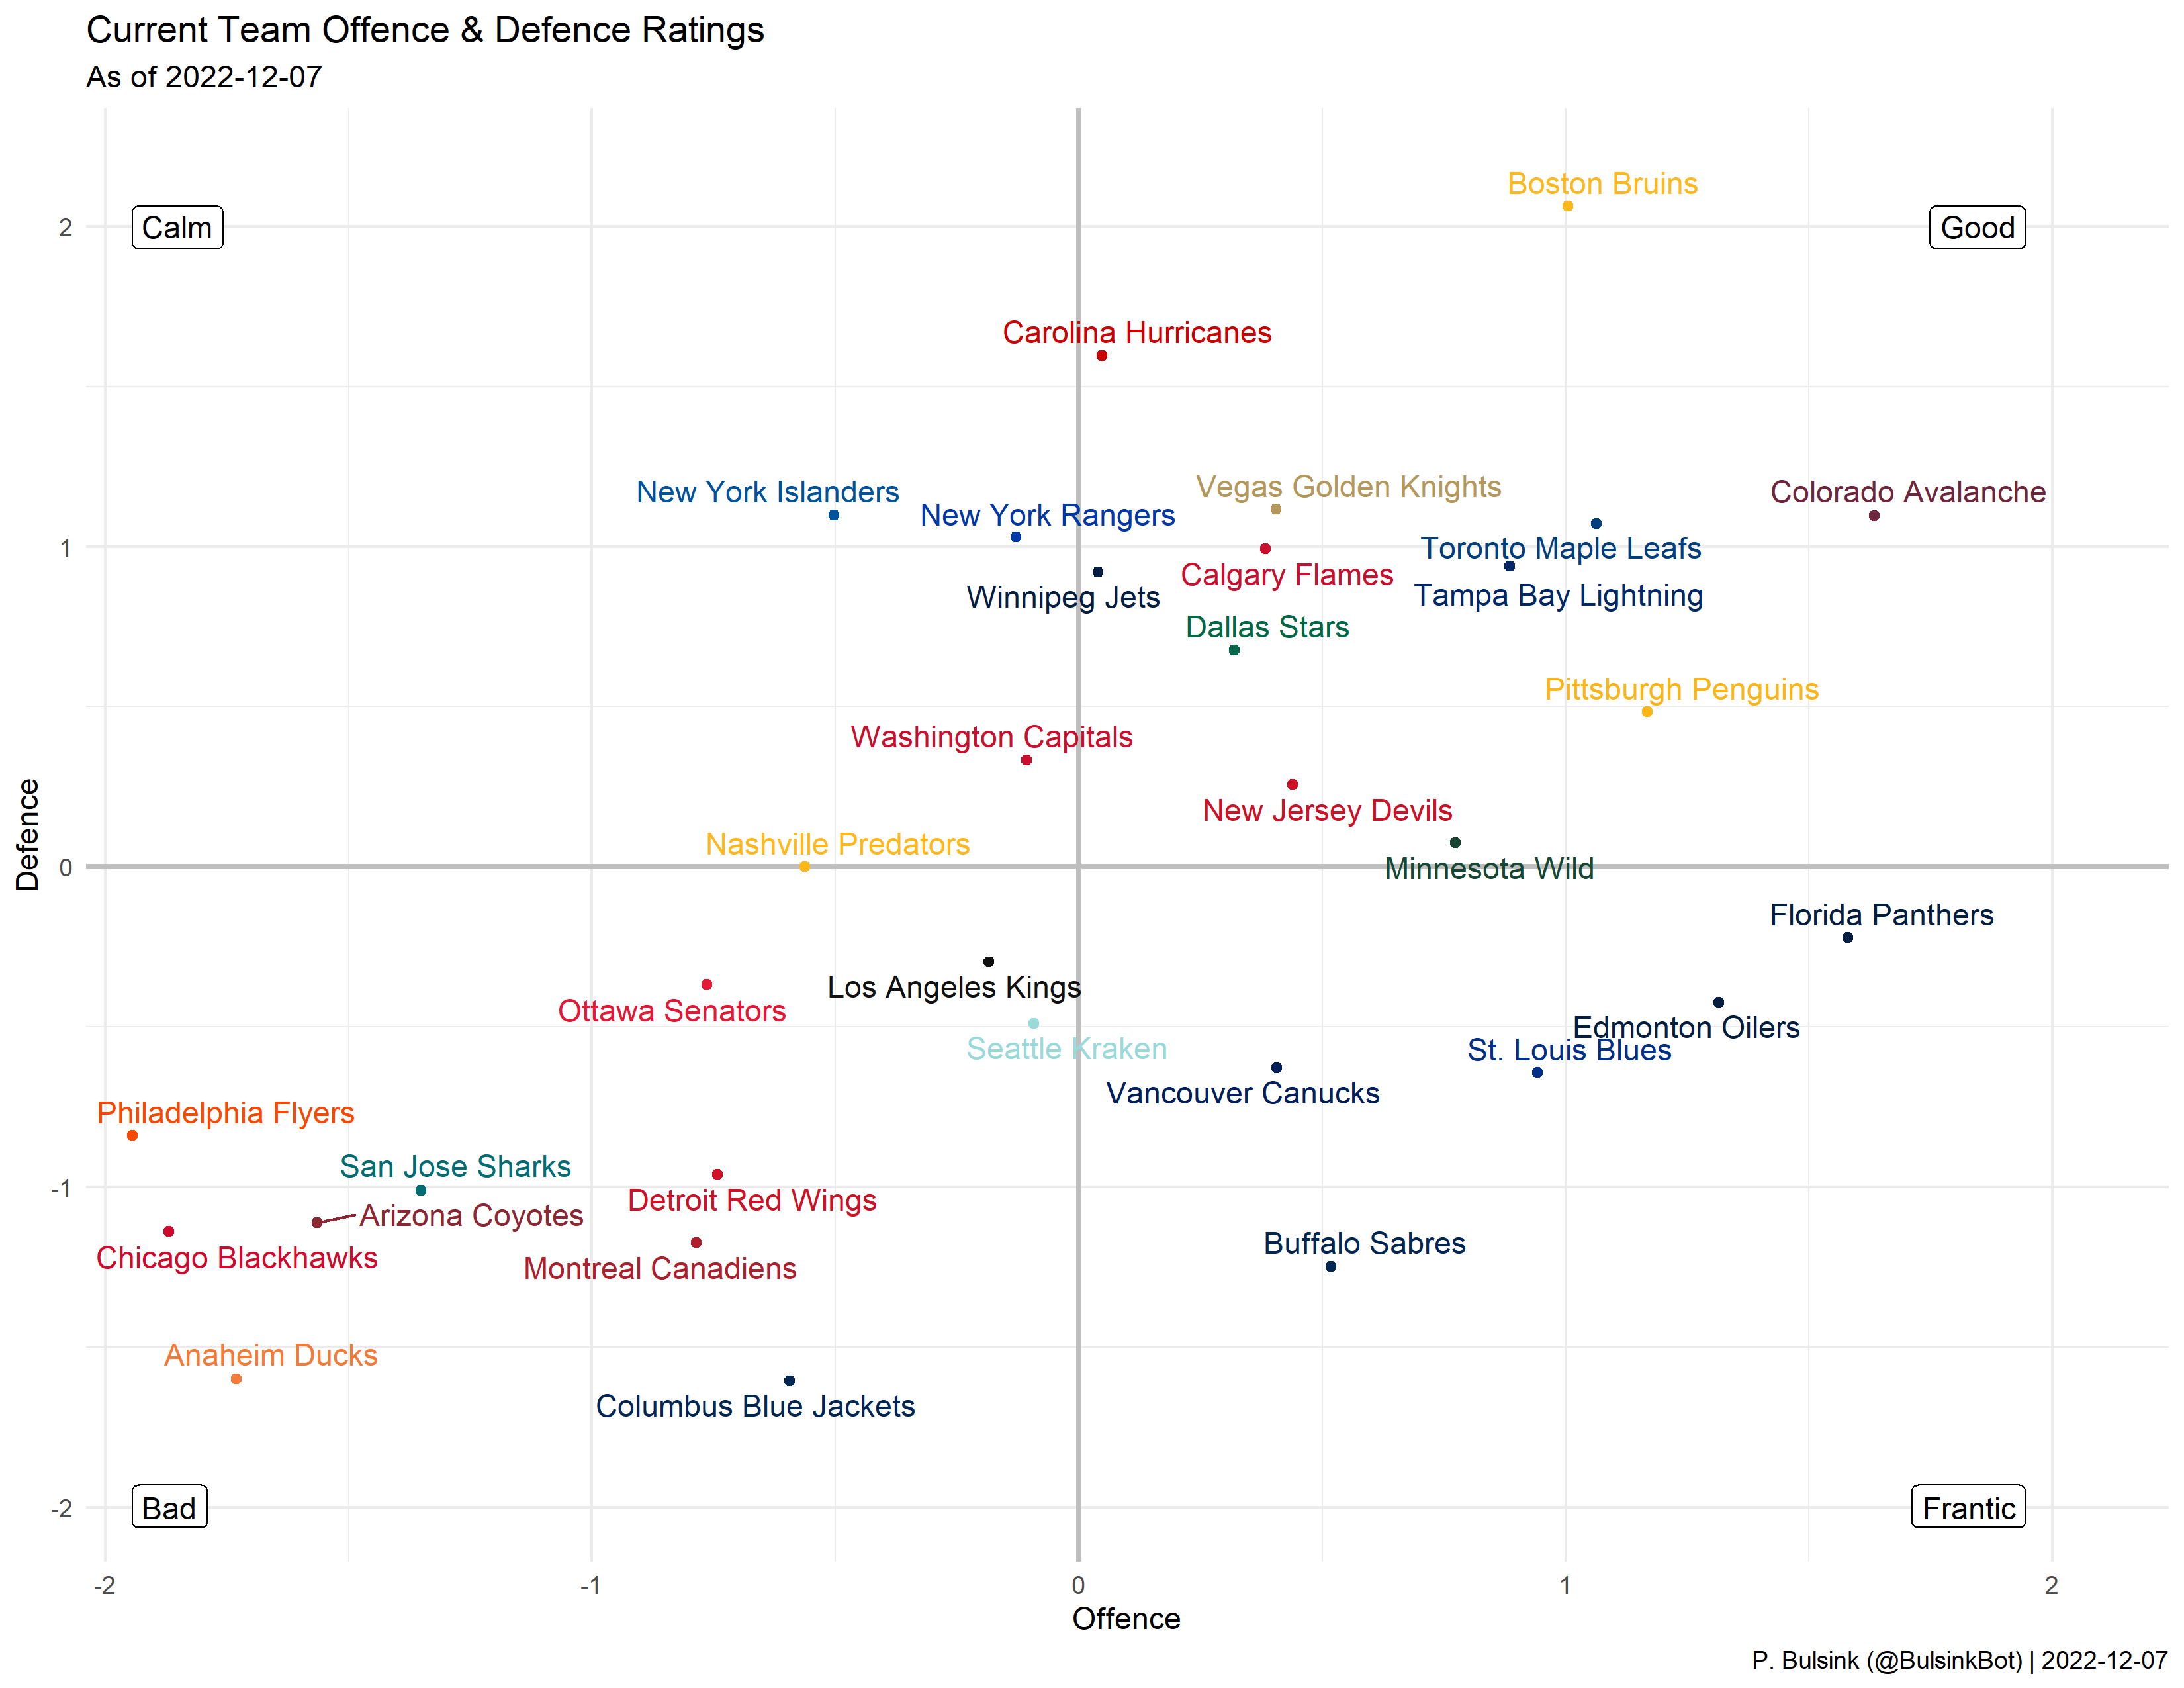 Current Team Offence & Defence Ratings
As of 2022-12-07
Boston Bruins
2
Calm
Good
Carolina Hurricanes
New York Islanders
Vegas Golden Knights
Colorado Avalanche
New York Rangers
1
Toronto Maple Leafs
Calgary Flames
Winnipeg Jets
Tampa Bay Lightning
Dallas Stars
Pittsburgh Penguins
Washington Capitals
New Jersey Devils
Defence
Nashville Predators
0
Minnesota Wild
Florida Panthers
Los Angeles Kings
Ottawa Senators
Edmonton Oilers
Seattle Kraken
St. Louis Blues
Vancouver Canucks
Philadelphia Flyers
San Jose Sharks
-1
Detroit Red Wings
Arizona Coyotes
Chicago Blackhawks
Montreal Canadiens
Buffalo Sabres
Anaheim Ducks
Columbus Blue Jackets
-2
Bad
Frantic
-2 -1 0 1 2
Offence
P. Bulsink (@BulsinkBot) | 2022-12-07